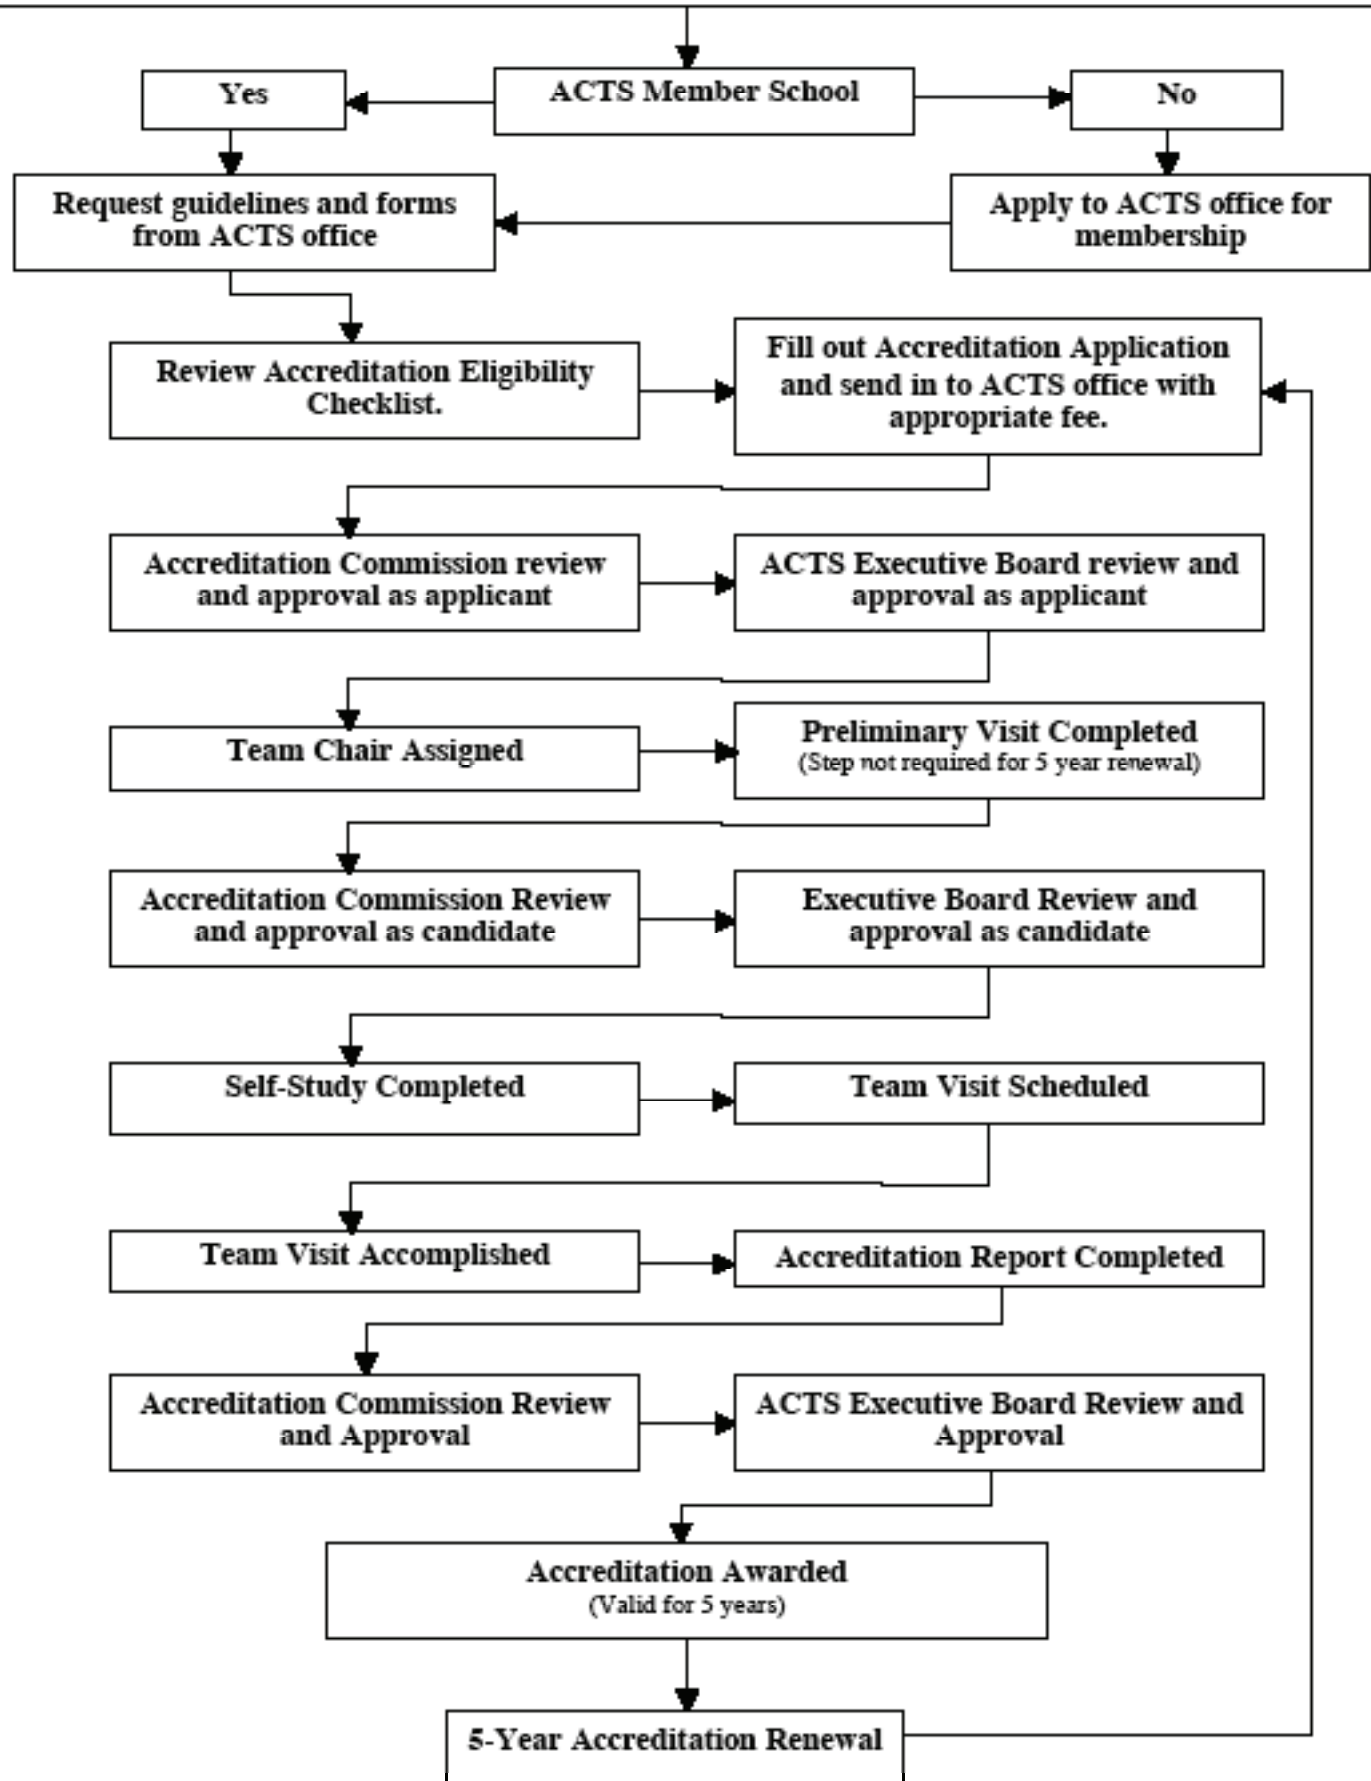 Yes
ACTS Member School
No
Request guidelines and forms
from ACTS office
Apply to ACTS office for
membership
Review Accreditation Eligibility
Checklist.
Fill out Accreditation Application
and send in to ACTS office with
appropriate fee.
Accreditation Commission review
and approval as applicant
ACTS Executive Board review and
approval as applicant
Team Chair Assigned
Preliminary Visit Completed
(Step not required for 5 year renewal)
Accreditation Commission Review
and approval as candidate
Executive Board Review and
approval as candidate
Self-Study Completed
Team Visit Scheduled
Team Visit Accomplished
Accreditation Report Completed
Accreditation Commission Review
and Approval
ACTS Executive Board Review and
Approval
Accreditation Awarded
(Valid for 5 years)
5-Year Accreditation Renewal